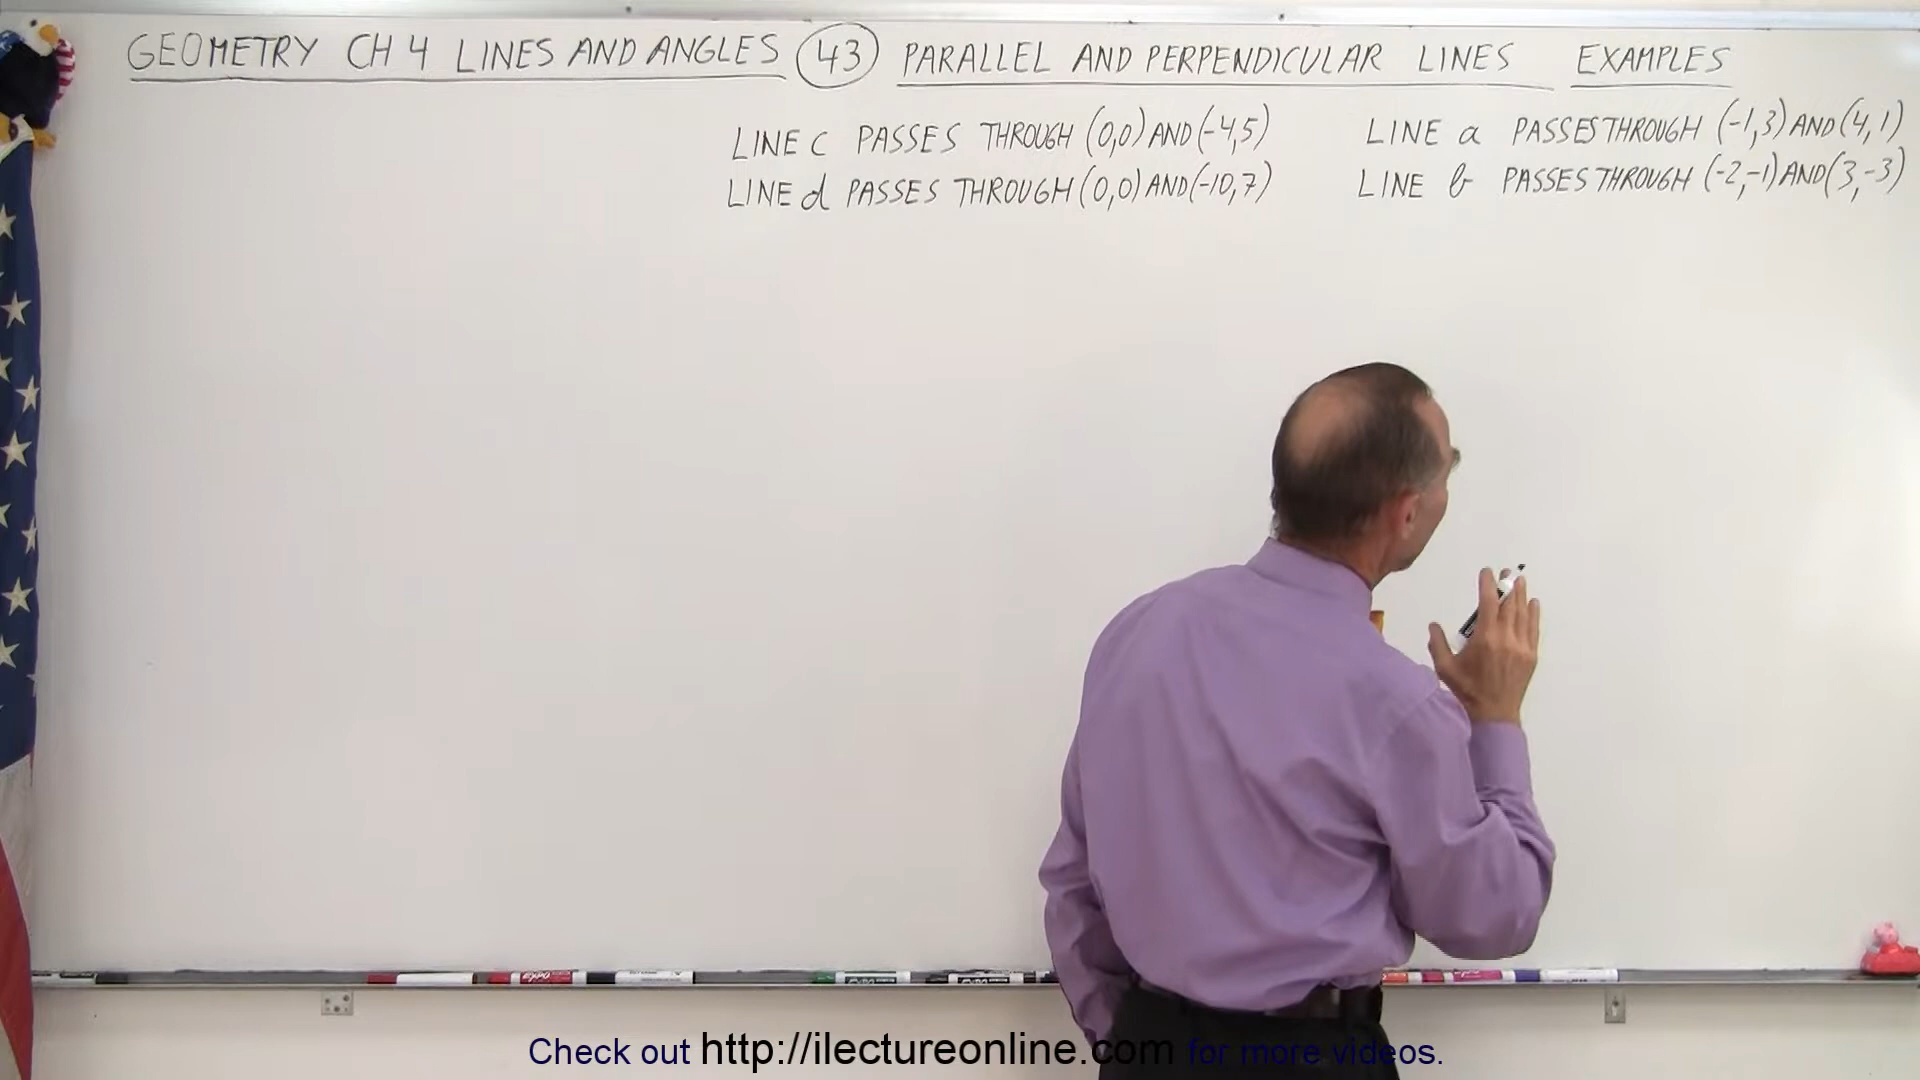 GEOMETRY CH 4 LINES AND ANGLES 43 PARALLEL AND PERPENDICULAR LINES EXAMPLES
LINE c PASSES THROUGH (0,0) AND (-4,5)
LINE d PASSES THROUGH (0,0) AND (-10,7)
LINE a PASSES THROUGH (-1,3) AND (4,1)
LINE b PASSES THROUGH (-2,-1) AND (3,-3)
EXPO
Check out http://ilectureonline.com for more videos.